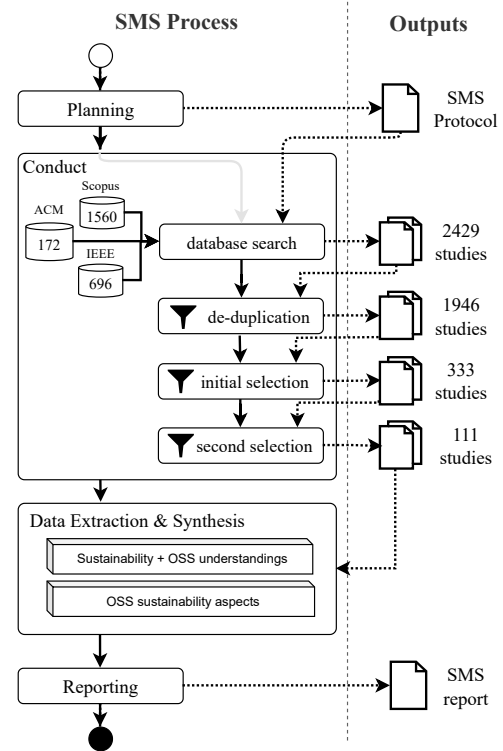 SMS Process
Outputs
Planning
SMS
Protocol
Conduct
Scopus
1560
ACM
172
IEEE
696
database search
2429
studies
de-duplication
1946
studies
initial selection
333
studies
second selection
111
studies
Data Extraction & Synthesis
Sustainability + OSS understandings
OSS sustainability aspects
Reporting
SMS
report